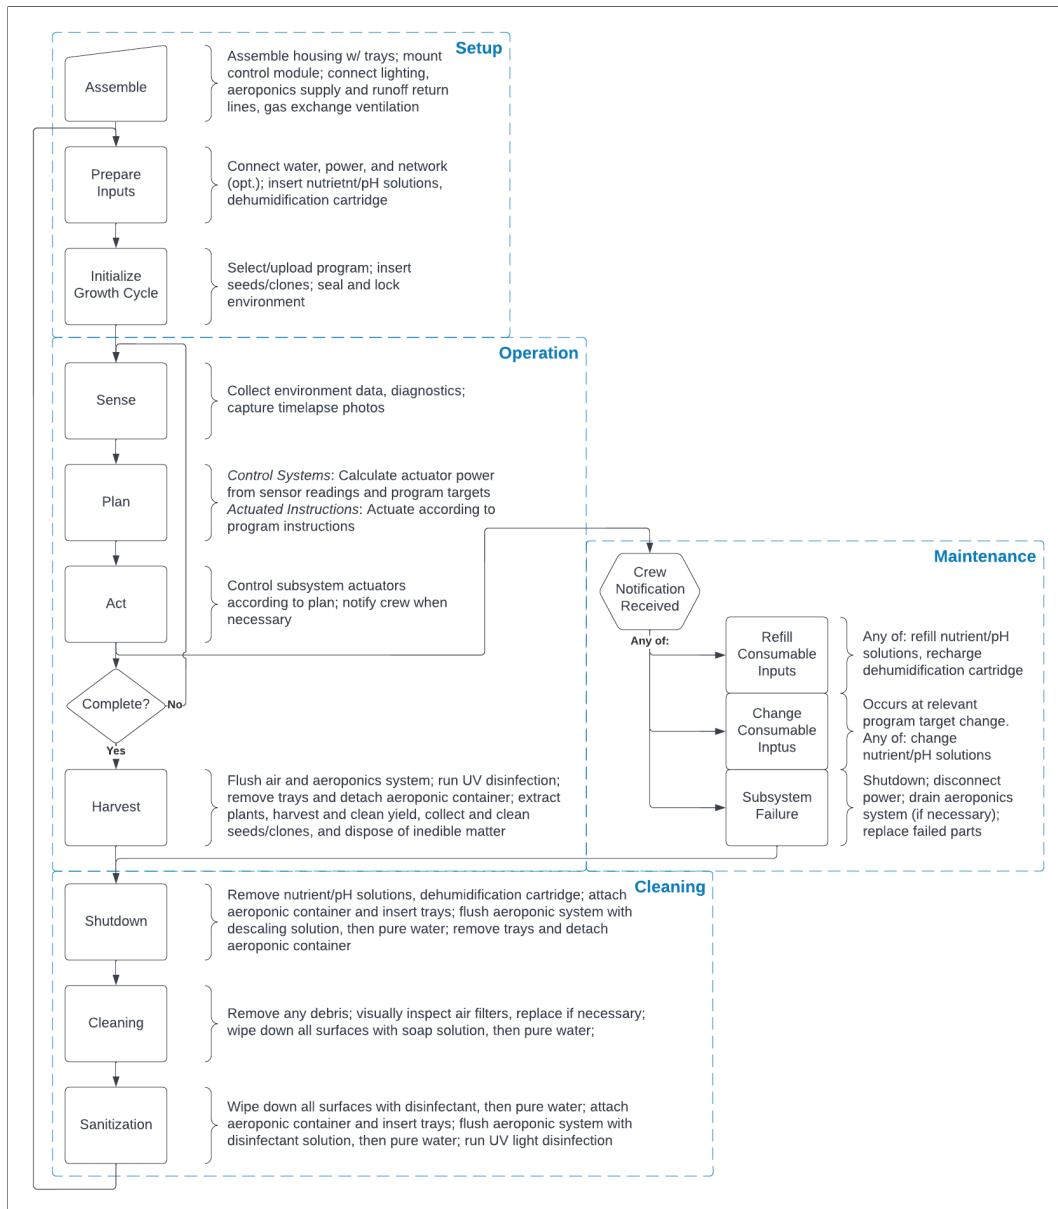 Setup
Assemble
Assemble housing w/ trays; mount
control module; connect lighting,
aeroponics supply and runoff return
lines, gas exchange ventilation
Prepare
Inputs
Connect water, power, and network
(opt.); insert nutrietnt/pH solutions,
dehumidification cartridge
Initialize
Growth Cycle
Select/upload program; insert
seeds/clones; seal and lock
environment
Operation
Sense
Collect environment data, diagnostics;
capture timelapse photos
Plan
Control Systems: Calculate actuator power
from sensor readings and program targets
Actuated Instructions: Actuate according to
program instructions
Act
Control subsystem actuators
according to plan; notify crew when
necessary
Complete?
No
Yes
Harvest
Flush air and aeroponics system; run UV disinfection;
remove trays and detach aeroponic container; extract
plants, harvest and clean yield, collect and clean
seeds/clones, and dispose of inedible matter
Maintenance
Crew
Notification
Received
Any of:
Refill
Consumable
Inputs
Any of: refill nutrient/pH
solutions, recharge
dehumidification cartridge
Change
Consumable
Inptus
Occurs at relevant
program target change.
Any of: change
nutrient/pH solutions
Subsystem
Failure
Shutdown; disconnect
power; drain aeroponics
system (if necessary);
replace failed parts
Cleaning
Shutdown
Remove nutrient/pH solutions, dehumidification cartridge; attach
aeroponic container and insert trays; flush aeroponic system with
descaling solution, then pure water; remove trays and detach
aeroponic container
Cleaning
Remove any debris; visually inspect air filters, replace if necessary;
wipe down all surfaces with soap solution, then pure water;
Sanitization
Wipe down all surfaces with disinfectant, then pure water; attach
aeroponic container and insert trays; flush aeroponic system with
disinfectant solution, then pure water; run UV light disinfection